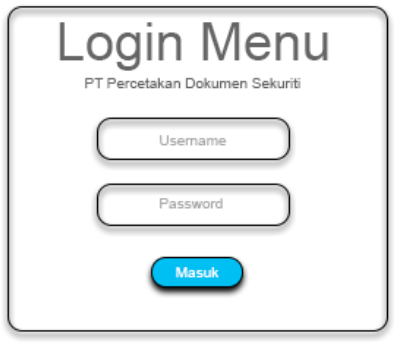 Login Menu
PT Percetakan Dokumen Sekuriti
Username
Password
Masuk